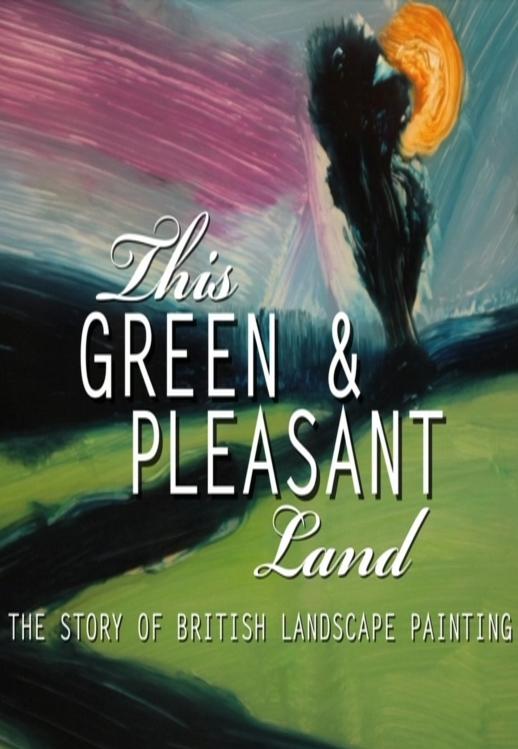 This
GREEN &
PLEASANT
Land
THE STORY OF BRITISH LANDSCAPE PAINTING